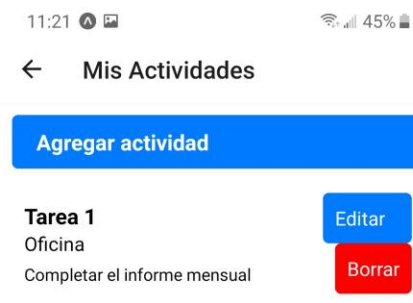 11:21 45%
Mis Actividades
Agregar actividad
Tarea 1
Editar
Oficina
Borrar
Completar el informe mensual